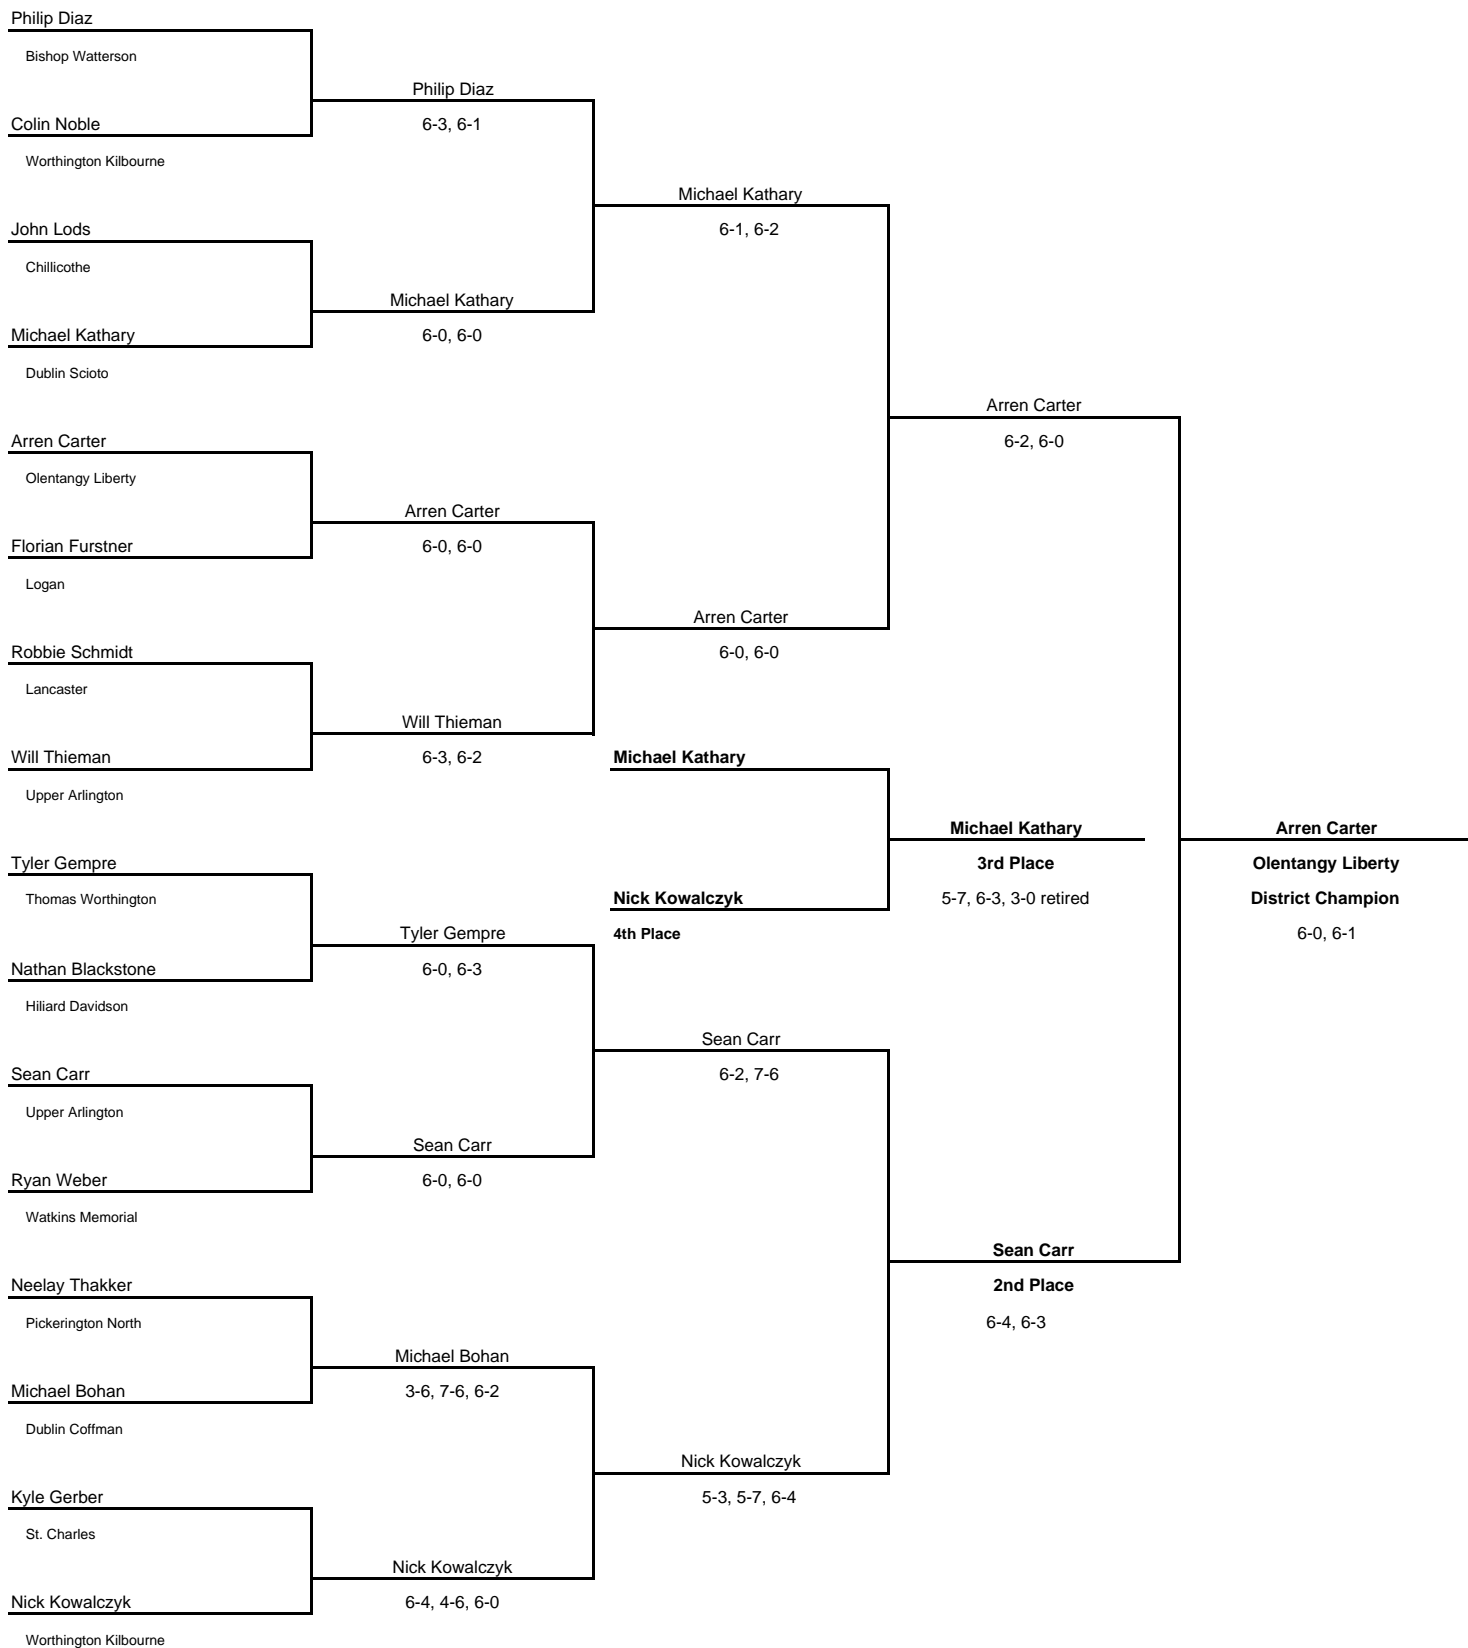 Philip Diaz
Bishop Watterson
Philip Diaz
Colin Noble
6-3, 6-1
Worthington Kilbourne
Michael Kathary
John Lods
6-1, 6-2
Chillicothe
Michael Kathary
Michael Kathary
6-0, 6-0
Dublin Scioto
Arren Carter
Arren Carter
6-2, 6-0
Olentangy Liberty
Arren Carter
Florian Furstner
6-0, 6-0
Logan
Arren Carter
Robbie Schmidt
6-0, 6-0
Lancaster
Will Thieman
Will Thieman
6-3, 6-2
Michael Kathary
Upper Arlington
Michael Kathary
Arren Carter
Tyler Gempre
3rd Place
Olentangy Liberty
Thomas Worthington
Nick Kowalczyk
5-7, 6-3, 3-0 retired
District Champion
Tyler Gempre
4th Place
6-0, 6-1
Nathan Blackstone
6-0, 6-3
Hiliard Davidson
Sean Carr
Sean Carr
6-2, 7-6
Upper Arlington
Sean Carr
Ryan Weber
6-0, 6-0
Watkins Memorial
Sean Carr
Neelay Thakker
2nd Place
Pickerington North
6-4, 6-3
Michael Bohan
Michael Bohan
3-6, 7-6, 6-2
Dublin Coffman
Nick Kowalczyk
Kyle Gerber
5-3, 5-7, 6-4
St. Charles
Nick Kowalczyk
Nick Kowalczyk
6-4, 4-6, 6-0
Worthington Kilbourne